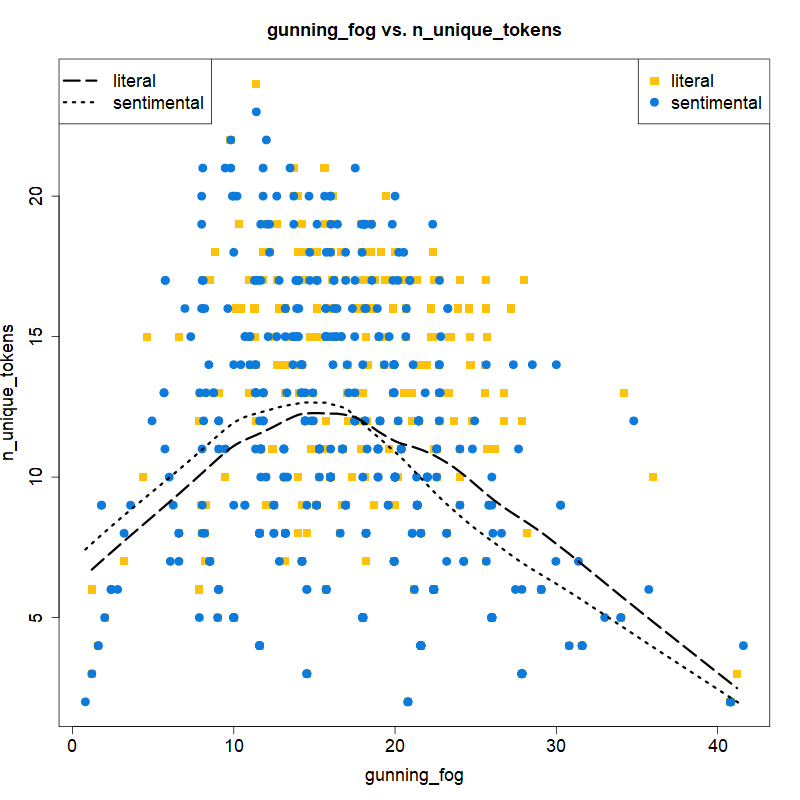 gunning_fog vs. n_unique_tokens
literal
sentimental
literal
sentimental
n_unique_tokens
20
15
10
5
0 10 20 30 40
gunning_fog